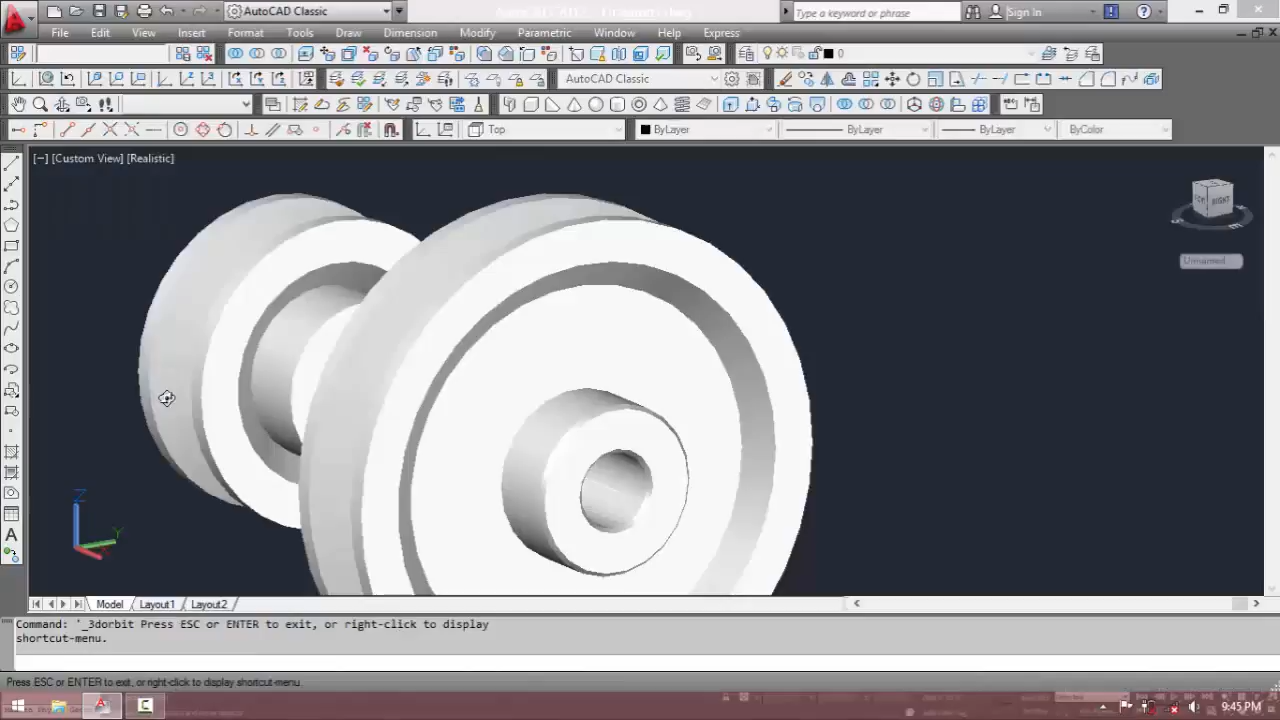 AutoCAD Classic
Type a keyword or phrase
Sign In
File Edit View Insert Format Tools Draw Dimension Modify Parametric Window Help Express
0
AutoCAD Classic
Top
ByLayer
ByLayer
ByLayer
ByColor
[−] [Custom View] [Realistic]
RIGHT
Unnamed
Z
Y
A
Model Layout1 Layout2
Command: '_3dorbit Press ESC or ENTER to exit, or right-click to display
shortcut-menu.
Press ESC or ENTER to exit, or right-click to display shortcut-menu.
9:45 PM